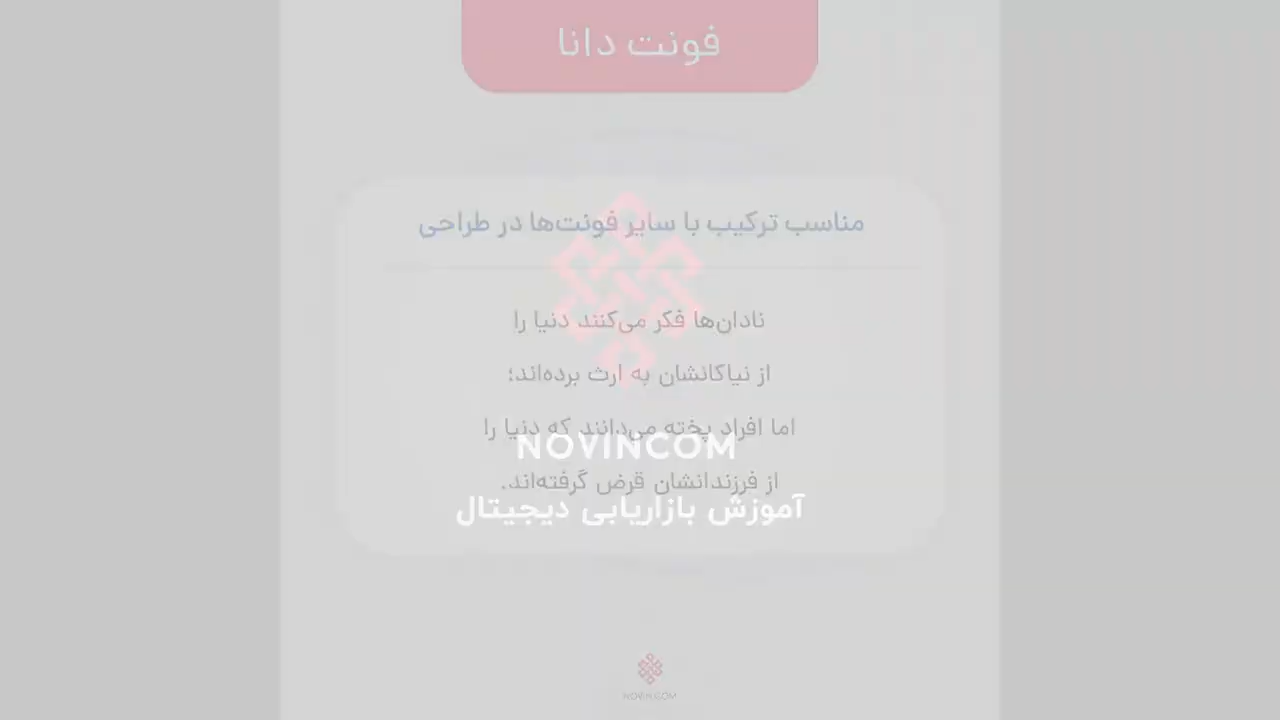 فونت دانا
مناسب ترکیب با سایر فونت‌ها در طراحی
نادان‌ها فکر می‌کنند دنیا را
از نیاکانشان به ارث برده‌اند؛
اما افراد پخته می‌دانند که دنیا را
NOVINCOM
از فرزندانشان قرض گرفته‌اند.
آموزش بازاریابی دیجیتال
NOVIN.COM